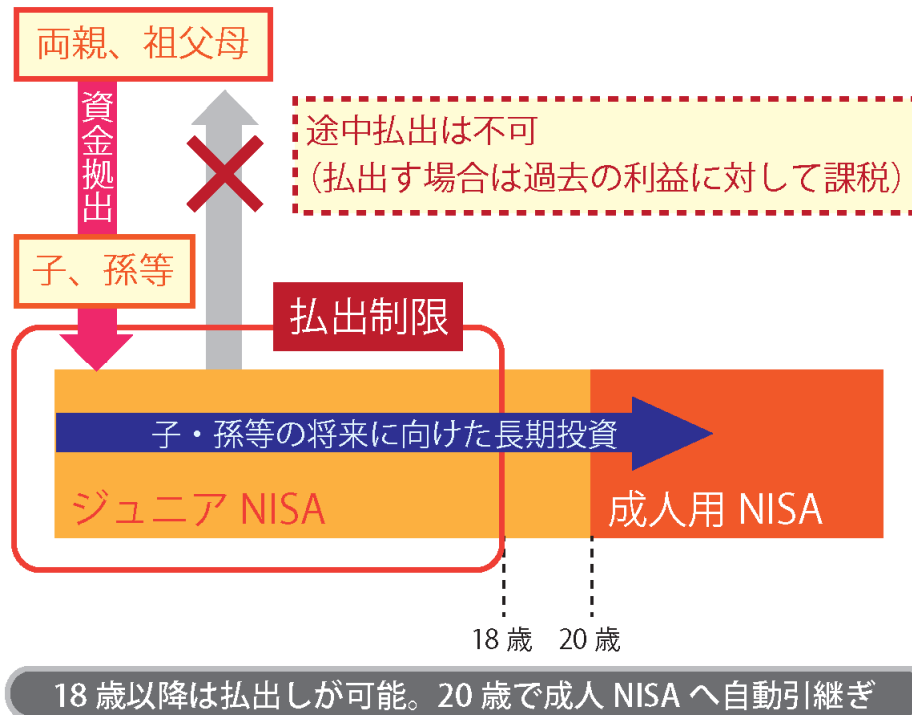 両親、祖父母
資金拠出
途中払出は不可
（払出す場合は過去の利益に対して課税）
子、孫等
払出制限
子・孫等の将来に向けた長期投資
ジュニア NISA
成人用 NISA
18 歳
20 歳
18 歳以降は払出しが可能。20 歳で成人 NISA へ自動引継ぎ